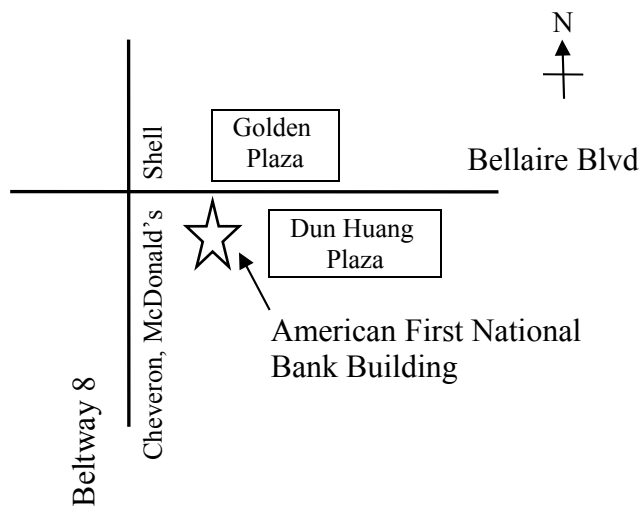 N
Shell
Golden
Plaza
Bellaire Blvd
Cheveron, McDonald's
Dun Huang
Plaza
American First National
Bank Building
Beltway 8